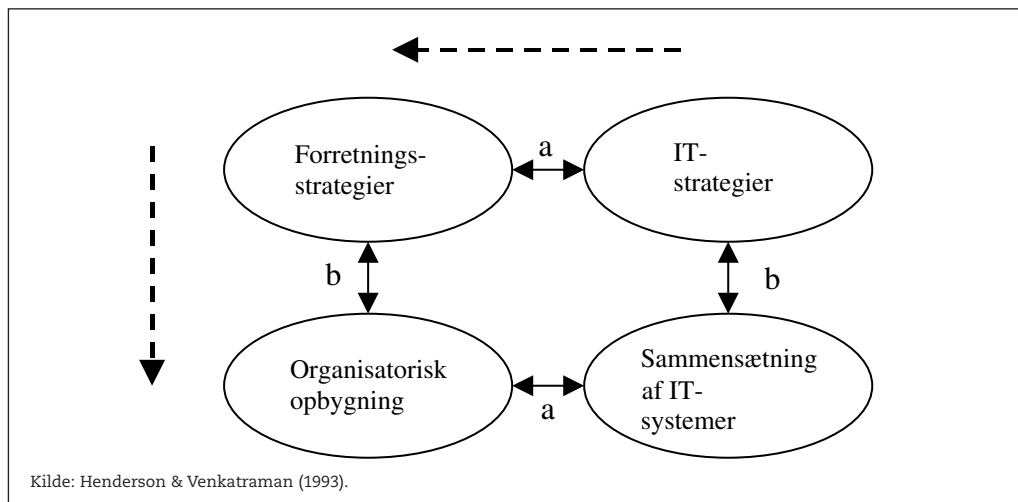 Forretnings-
strategier
a
IT-
strategier
b
b
Organisatorisk
opbygning
a
Sammensætning
af IT-
systemer
Kilde: Henderson & Venkatraman (1993).